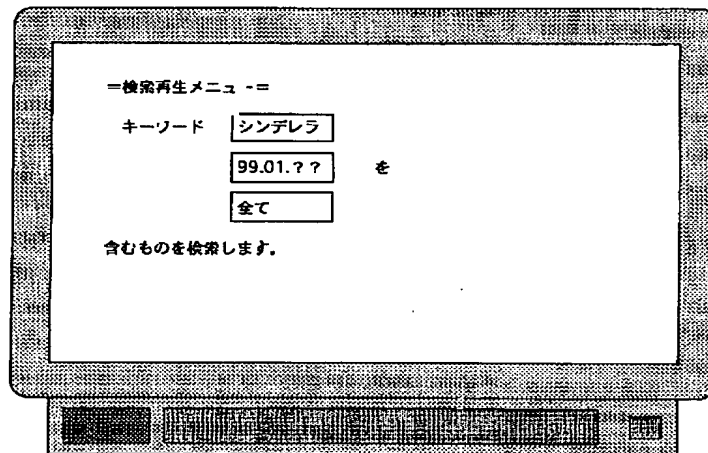 =検索再生メニュ-=
キーワード シンデレラ
99.01.?? を
全て
含むものを検索します.